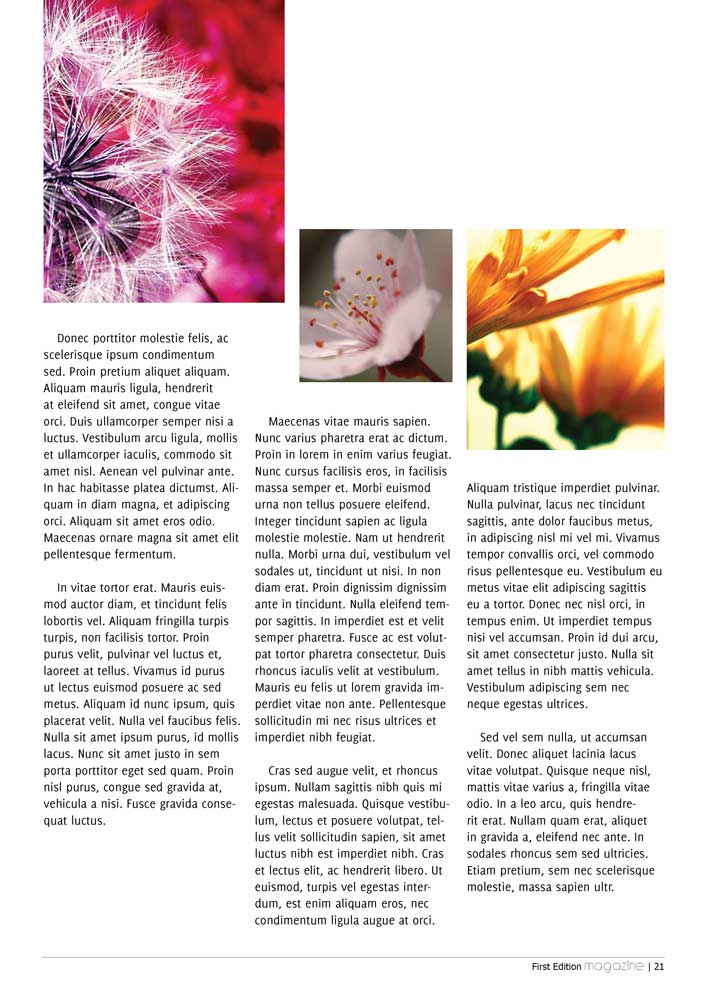 Donec porttitor molestie felis, ac
scelerisque ipsum condimentum
sed. Proin pretium aliquet aliquam.
Aliquam mauris ligula, hendrerit
at eleifend sit amet, congue vitae
orci. Duis ullamcorper semper nisi a
luctus. Vestibulum arcu ligula, mollis
et ullamcorper iaculis, commodo sit
amet nisl. Aenean vel pulvinar ante.
In hac habitasse platea dictumst. Ali-
quam in diam magna, et adipiscing
orci. Aliquam sit amet eros odio.
Maecenas ornare magna sit amet elit
pellentesque fermentum.
In vitae tortor erat. Mauris euis-
mod auctor diam, et tincidunt felis
lobortis vel. Aliquam fringilla turpis
turpis, non facilisis tortor. Proin
purus velit, pulvinar vel luctus et,
laoreet at tellus. Vivamus id purus
ut lectus euismod posuere ac sed
metus. Aliquam id nunc ipsum, quis
placerat velit. Nulla vel faucibus felis.
Nulla sit amet ipsum purus, id mollis
lacus. Nunc sit amet justo in sem
porta porttitor eget sed quam. Proin
nisl purus, congue sed gravida at,
vehicula a nisi. Fusce gravida conse-
quat luctus.
Maecenas vitae mauris sapien.
Nunc varius pharetra erat ac dictum.
Proin in lorem in enim varius feugiat.
Nunc cursus facilisis eros, in facilisis
massa semper et. Morbi euismod
urna non tellus posuere eleifend.
Integer tincidunt sapien ac ligula
molestie molestie. Nam ut hendrerit
nulla. Morbi urna dui, vestibulum vel
sodales ut, tincidunt ut nisi. In non
diam erat. Proin dignissim dignissim
ante in tincidunt. Nulla eleifend tem-
por sagittis. In imperdiet est et velit
semper pharetra. Fusce ac est volut-
pat tortor pharetra consectetur. Duis
rhoncus iaculis velit at vestibulum.
Mauris eu felis ut lorem gravida im-
perdiet vitae non ante. Pellentesque
sollicitudin mi nec risus ultrices et
imperdiet nibh feugiat.
Cras sed augue velit, et rhoncus
ipsum. Nullam sagittis nibh quis mi
egestas malesuada. Quisque vestibu-
lum, lectus et posuere volutpat, tel-
lus velit sollicitudin sapien, sit amet
luctus nibh est imperdiet nibh. Cras
et lectus elit, ac hendrerit libero. Ut
euismod, turpis vel egestas inter-
dum, est enim aliquam eros, nec
condimentum ligula augue at orci.
Aliquam tristique imperdiet pulvinar.
Nulla pulvinar, lacus nec tincidunt
sagittis, ante dolor faucibus metus,
in adipiscing nisl mi vel mi. Vivamus
tempor convallis orci, vel commodo
risus pellentesque eu. Vestibulum eu
metus vitae elit adipiscing sagittis
eu a tortor. Donec nec nisl orci, in
tempus enim. Ut imperdiet tempus
nisi vel accumsan. Proin id dui arcu,
sit amet consectetur justo. Nulla sit
amet tellus in nibh mattis vehicula.
Vestibulum adipiscing sem nec
neque egestas ultrices.
Sed vel sem nulla, ut accumsan
velit. Donec aliquet lacinia lacus
vitae volutpat. Quisque neque nisl,
mattis vitae varius a, fringilla vitae
odio. In a leo arcu, quis hendre-
rit erat. Nullam quam erat, aliquet
in gravida a, eleifend nec ante. In
sodales rhoncus sem sed ultricies.
Etiam pretium, sem nec scelerisque
molestie, massa sapien ultr.
First Edition magazine | 21